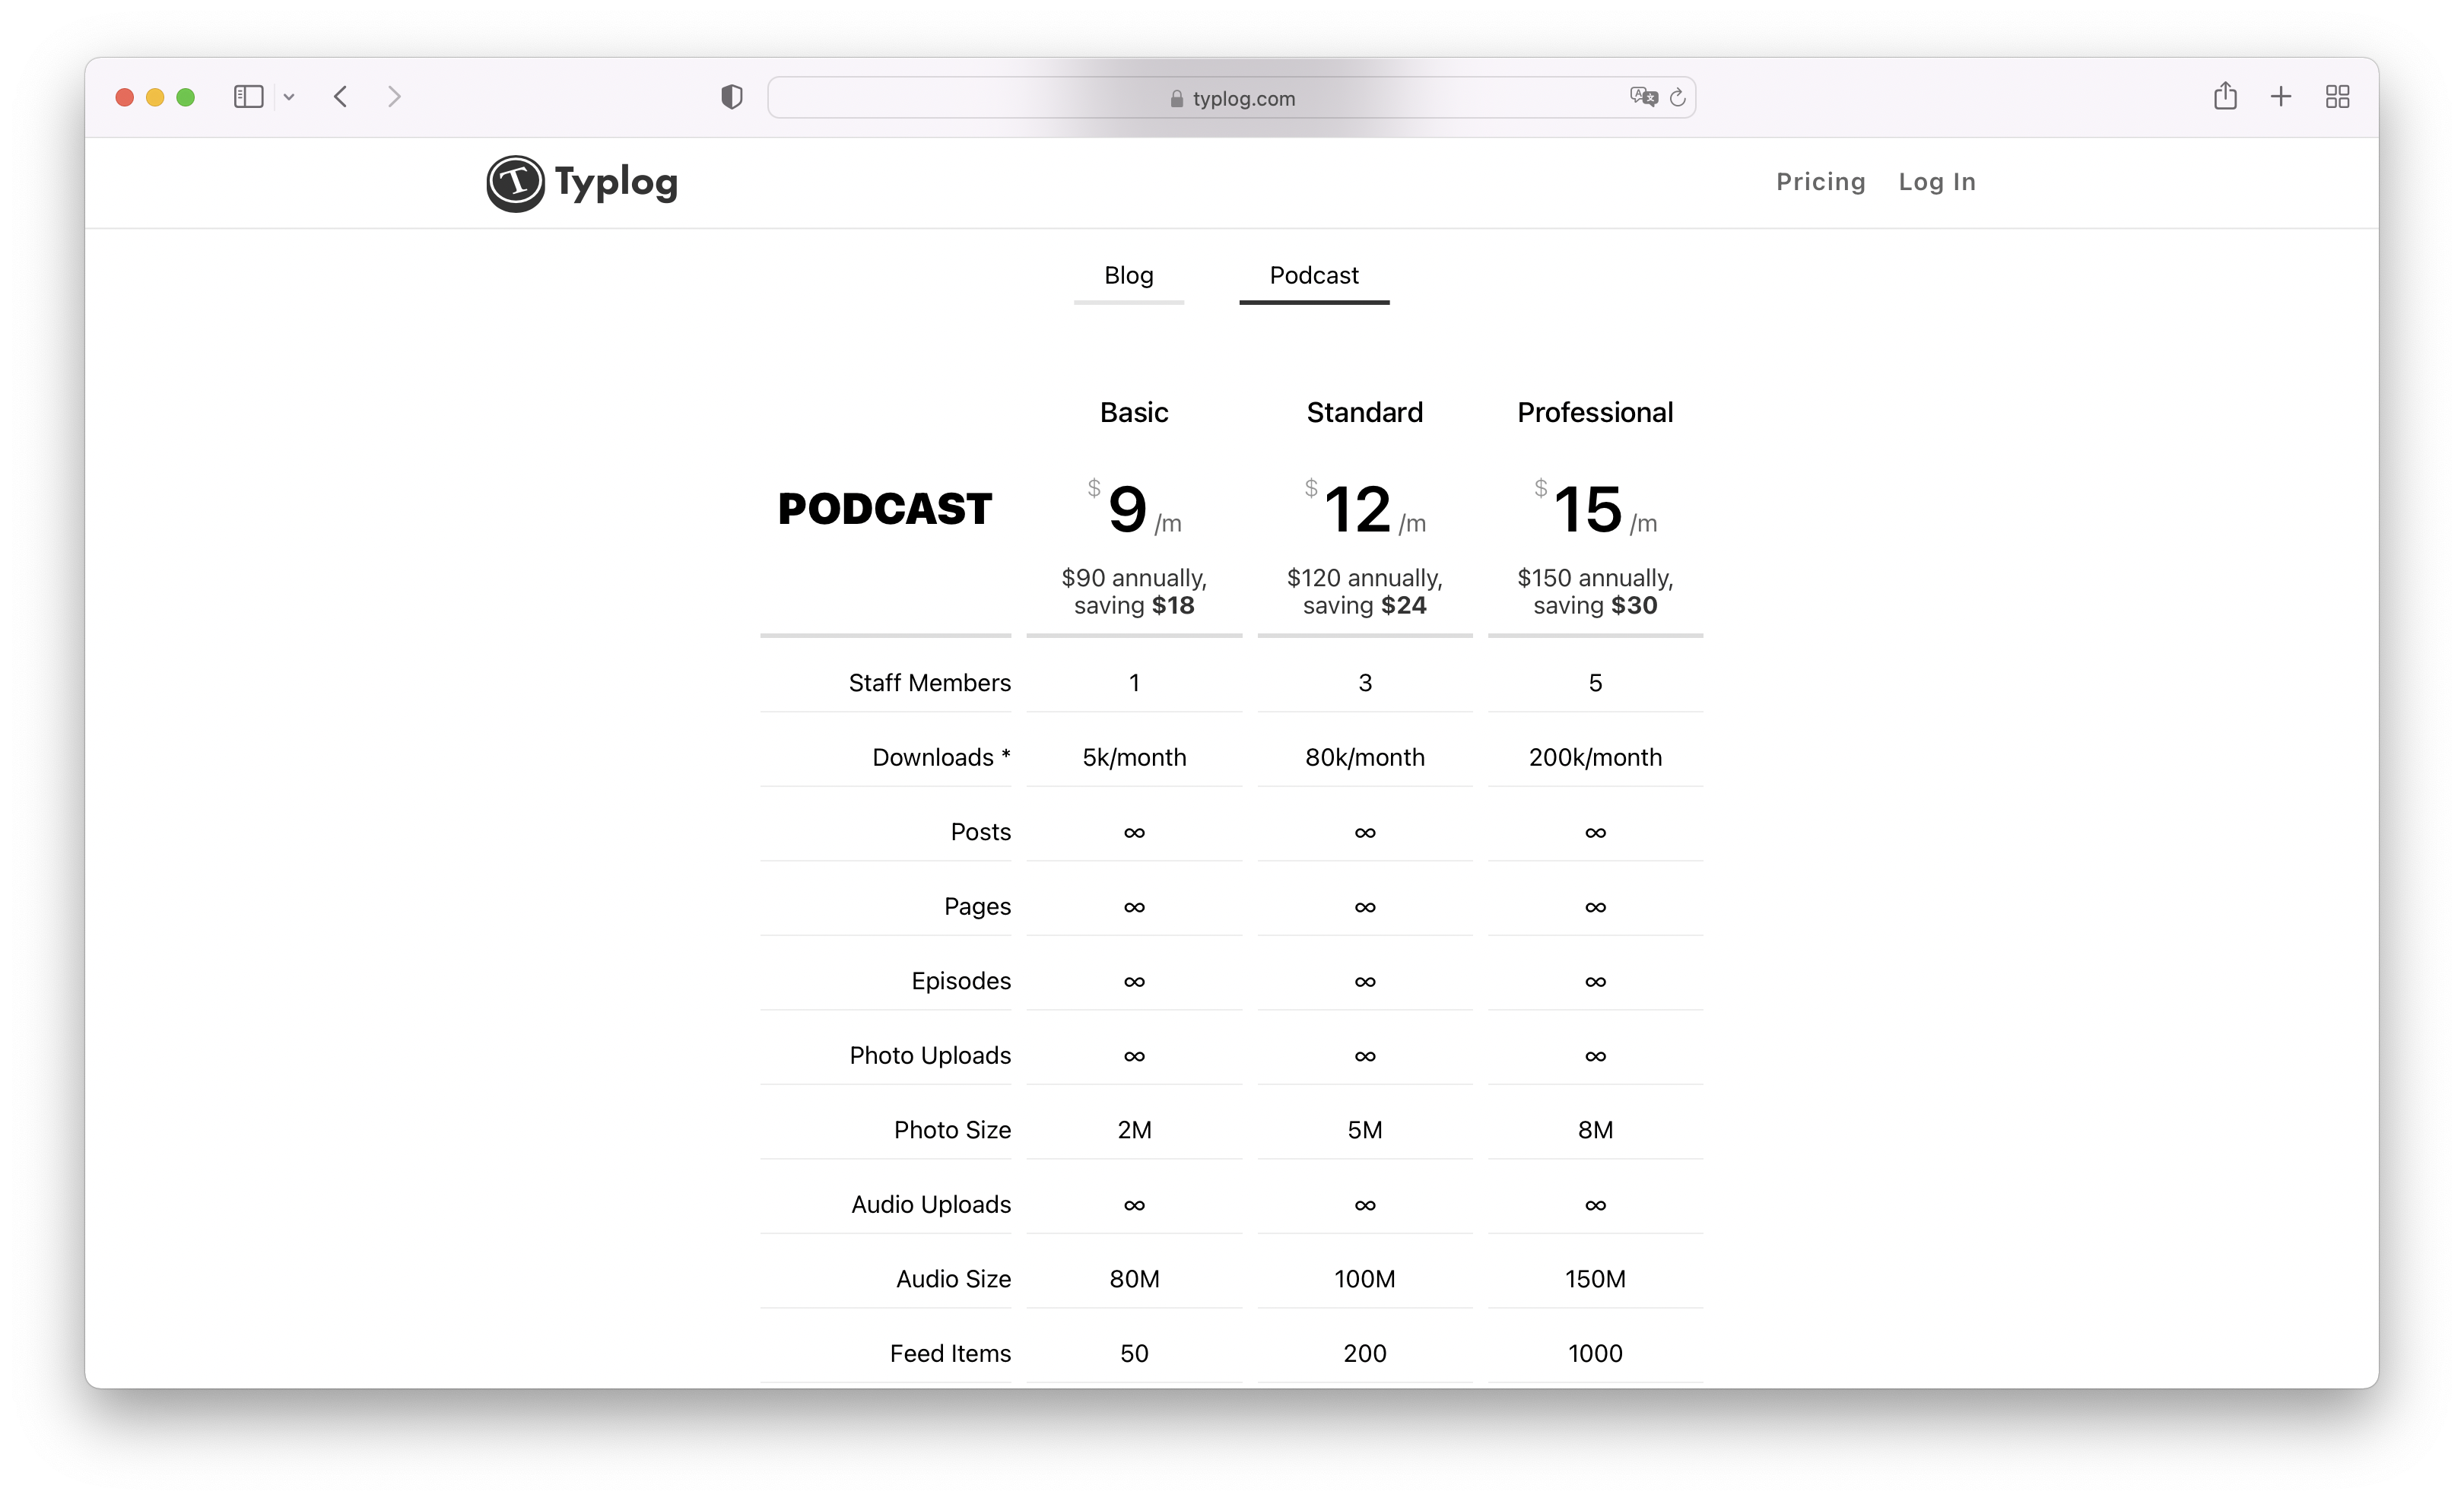 typlog.com
Typlog
Pricing Log In
Blog Podcast
Basic Standard Professional
PODCAST $9/m $12/m $15/m
$90 annually, $120 annually, $150 annually,
saving $18 saving $24 saving $30
Staff Members 1 3 5
Downloads * 5k/month 80k/month 200k/month
Posts ∞ ∞ ∞
Pages ∞ ∞ ∞
Episodes ∞ ∞ ∞
Photo Uploads ∞ ∞ ∞
Photo Size 2M 5M 8M
Audio Uploads ∞ ∞ ∞
Audio Size 80M 100M 150M
Feed Items 50 200 1000